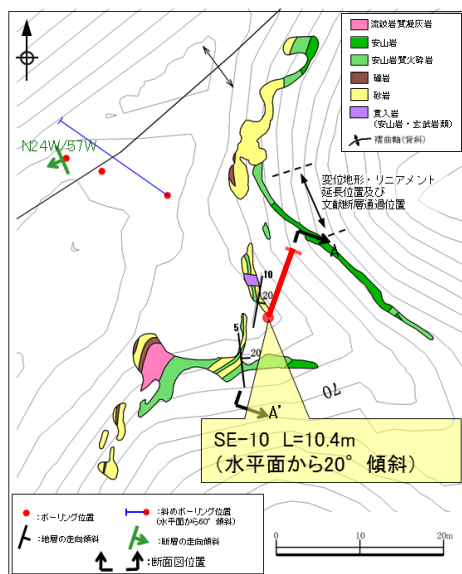 流紋岩質凝灰岩
安山岩
安山岩質火砕岩
礫岩
砂岩
貫入岩
(安山岩・玄武岩類)
褶曲軸(背斜)
N24W/57W
変位地形・リニアメント
延長位置及び
文献断層通過位置
A
10
20
5
20
A'
70
SE-10 L=10.4m
(水平面から20°傾斜)
:ボーリング位置
:斜めボーリング位置
(水平面から60°傾斜)
:地層の走向傾斜
:断層の走向傾斜
:断面図位置
0
10
20m